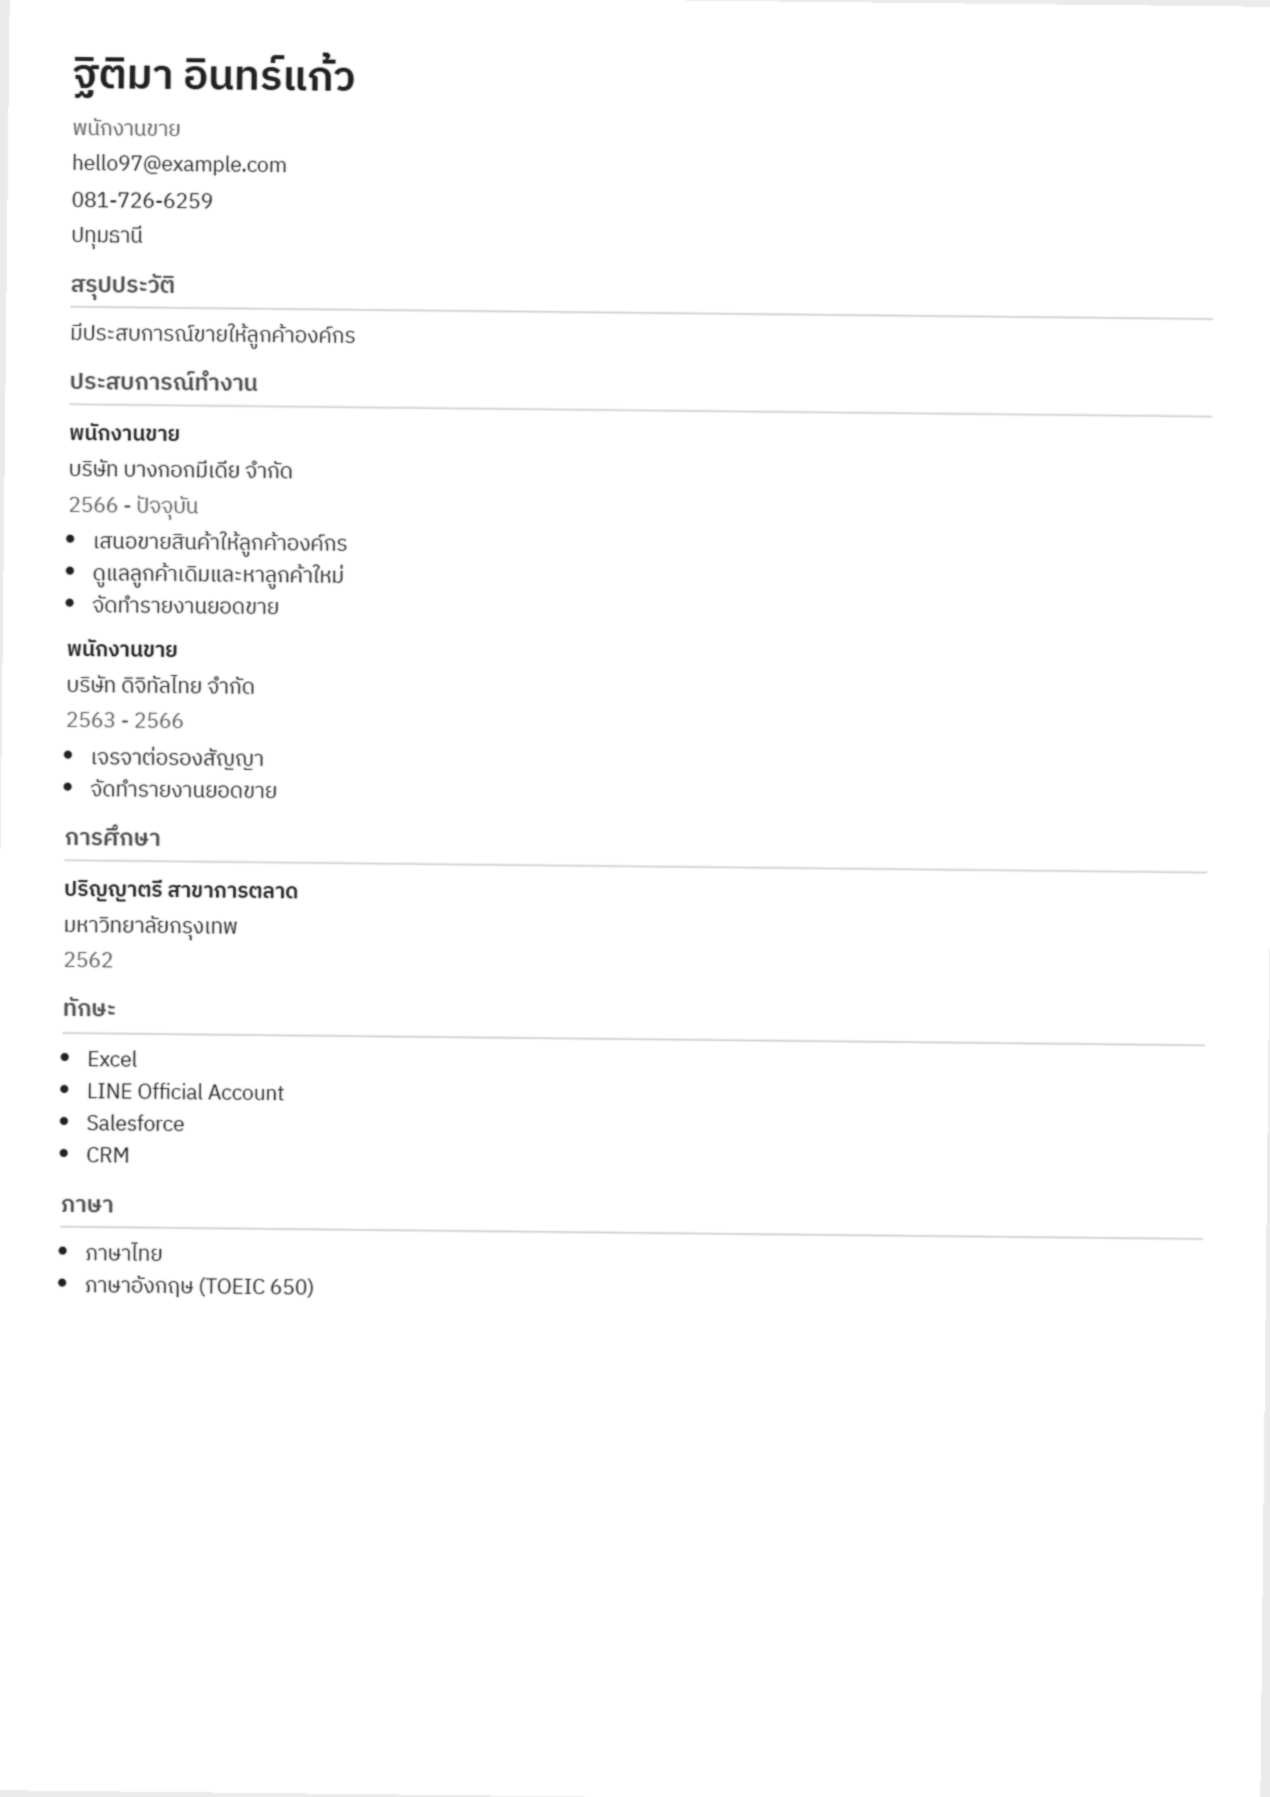 ฐิติมา อินทร์แก้ว
พนักงานขาย
hello97@example.com
081-726-6259
ปทุมธานี
สรุปประวัติ
มีประสบการณ์ขายให้ลูกค้าองค์กร
ประสบการณ์ทำงาน
พนักงานขาย
บริษัท บางกอกมีเดีย จำกัด
2566 - ปัจจุบัน
• เสนอขายสินค้าให้ลูกค้าองค์กร
• ดูแลลูกค้าเดิมและหาลูกค้าใหม่
• จัดทำรายงานยอดขาย
พนักงานขาย
บริษัท ดิจิทัลไทย จำกัด
2563 - 2566
• เจรจาต่อรองสัญญา
• จัดทำรายงานยอดขาย
การศึกษา
ปริญญาตรี สาขาการตลาด
มหาวิทยาลัยกรุงเทพ
2562
ทักษะ
• Excel
• LINE Official Account
• Salesforce
• CRM
ภาษา
• ภาษาไทย
• ภาษาอังกฤษ (TOEIC 650)